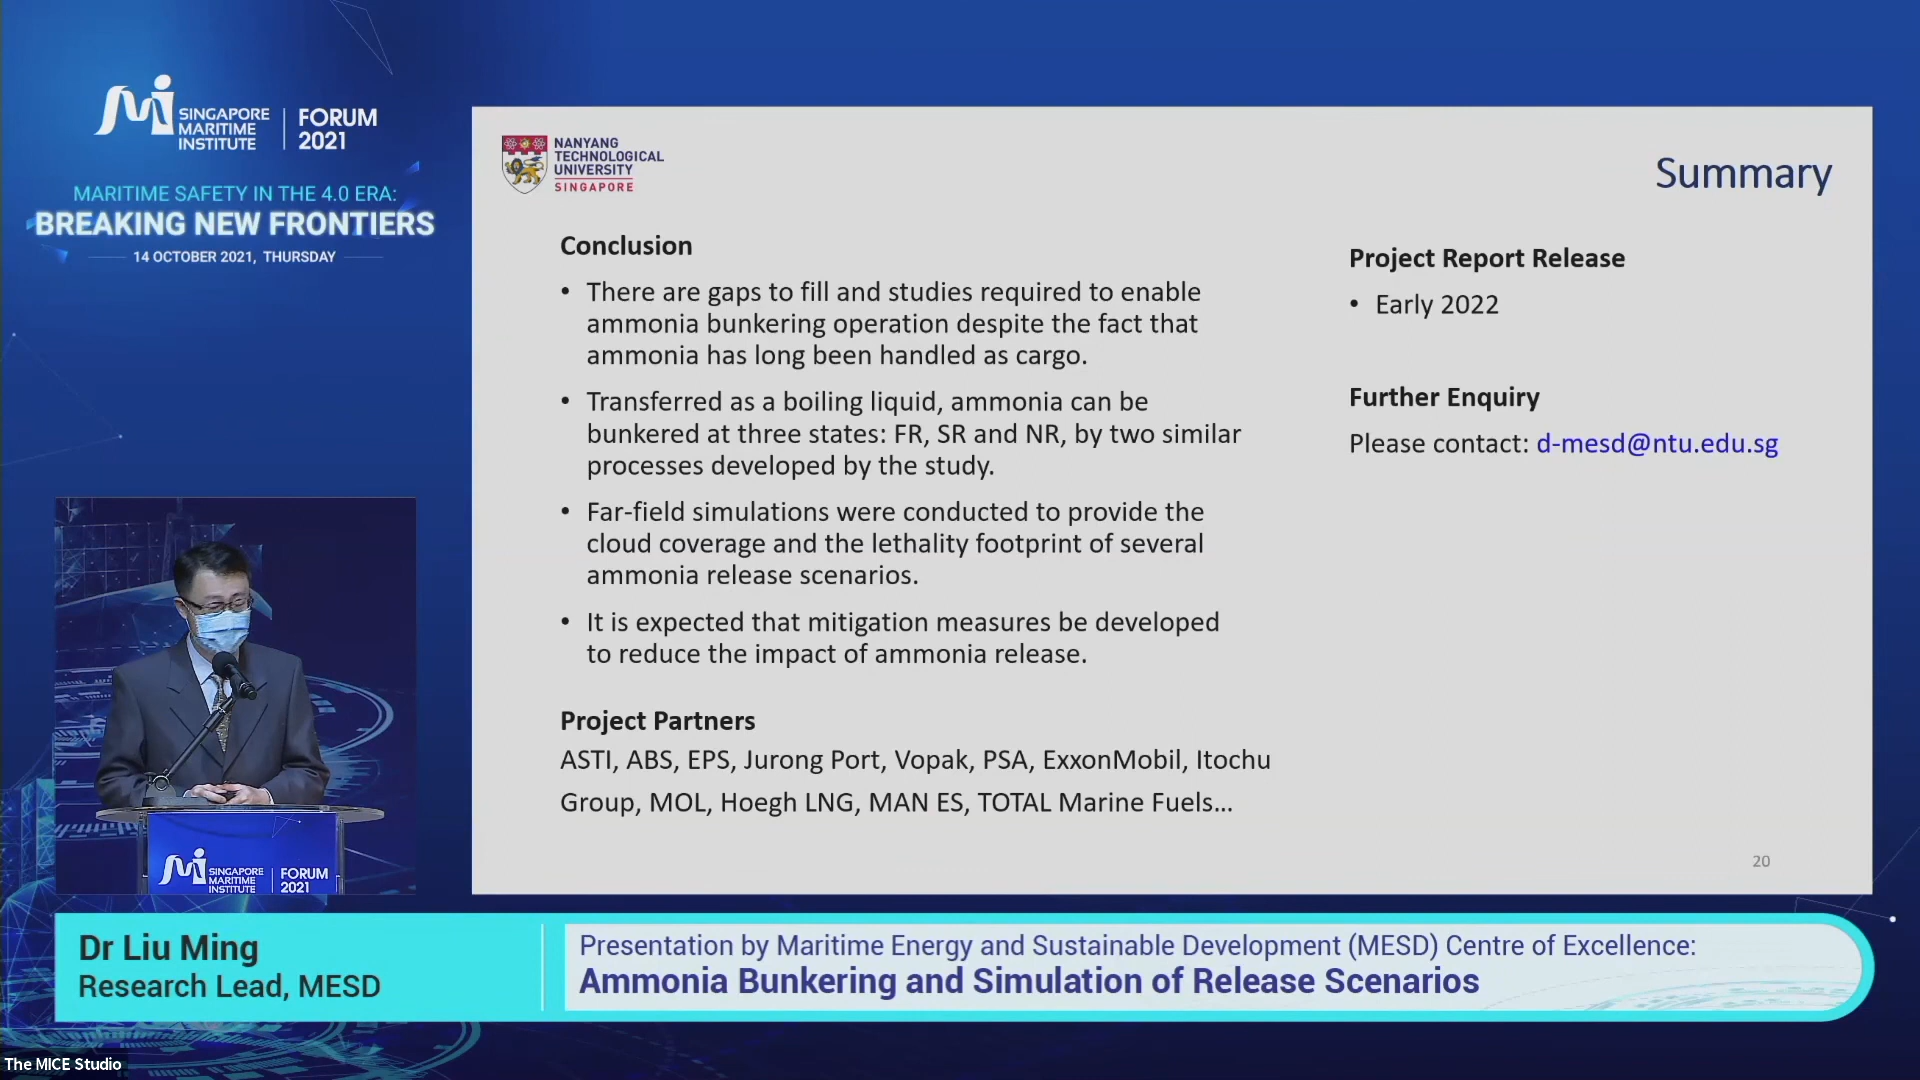 SINGAPORE
MARITIME
INSTITUTE
FORUM
2021
MARITIME SAFETY IN THE 4.0 ERA:
BREAKING NEW FRONTIERS
14 OCTOBER 2021, THURSDAY
NANYANG
TECHNOLOGICAL
UNIVERSITY
SINGAPORE
Summary
Conclusion
• There are gaps to fill and studies required to enable
ammonia bunkering operation despite the fact that
ammonia has long been handled as cargo.
• Transferred as a boiling liquid, ammonia can be
bunkered at three states: FR, SR and NR, by two similar
processes developed by the study.
• Far-field simulations were conducted to provide the
cloud coverage and the lethality footprint of several
ammonia release scenarios.
• It is expected that mitigation measures be developed
to reduce the impact of ammonia release.
Project Partners
ASTI, ABS, EPS, Jurong Port, Vopak, PSA, ExxonMobil, Itochu
Group, MOL, Hoegh LNG, MAN ES, TOTAL Marine Fuels...
Project Report Release
• Early 2022
Further Enquiry
Please contact: d-mesd@ntu.edu.sg
20
SINGAPORE
MARITIME
INSTITUTE
FORUM
2021
Dr Liu Ming
Research Lead, MESD
Presentation by Maritime Energy and Sustainable Development (MESD) Centre of Excellence:
Ammonia Bunkering and Simulation of Release Scenarios
The MICE Studio